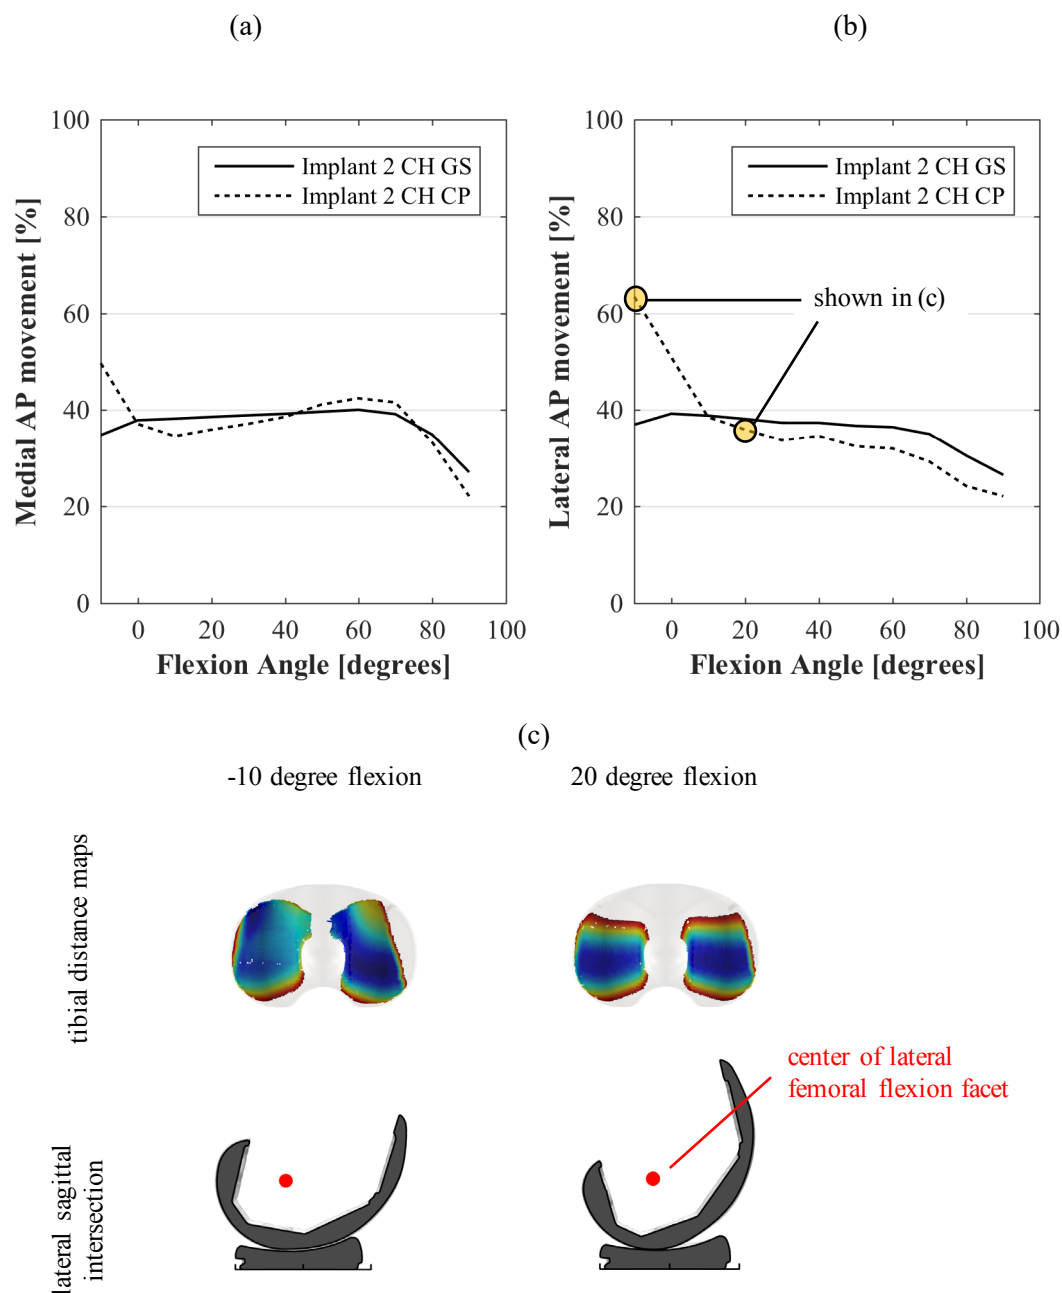 (a)
(b)
100
80
60
40
20
0
Medial AP movement [%]
Implant 2 CH GS
Implant 2 CH CP
0
20
40
60
80
100
Flexion Angle [degrees]
100
80
60
40
20
0
Lateral AP movement [%]
Implant 2 CH GS
Implant 2 CH CP
shown in (c)
0
20
40
60
80
100
Flexion Angle [degrees]
(c)
-10 degree flexion
20 degree flexion
tibial distance maps
center of lateral
femoral flexion facet
lateral sagittal
intersection